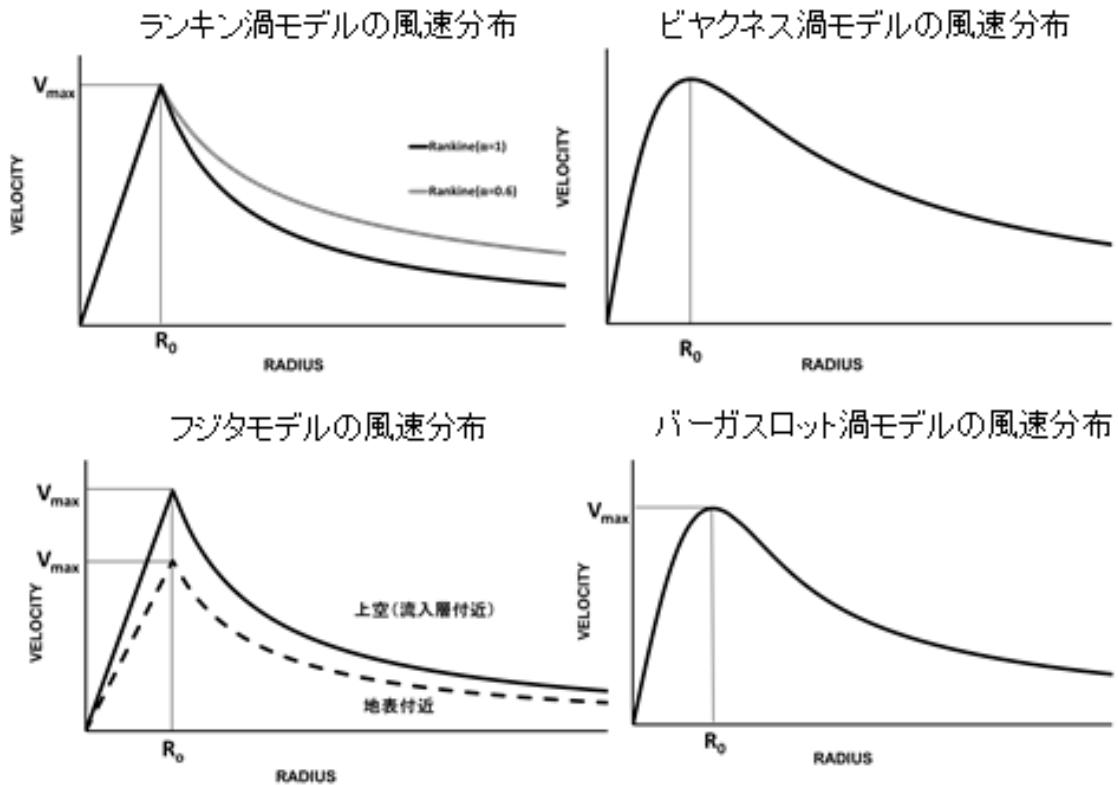 ランキン渦モデルの風速分布
Vmax
VELOCITY
Rankine(α=1)
Rankine(α=0.6)
R₀
RADIUS
ビヤクネス渦モデルの風速分布
VELOCITY
R₀
RADIUS
フジタモデルの風速分布
Vmax
Vmax
VELOCITY
上空(流入層付近)
地表付近
Ro
RADIUS
バーガスロット渦モデルの風速分布
Vmax
VELOCITY
R₀
RADIUS